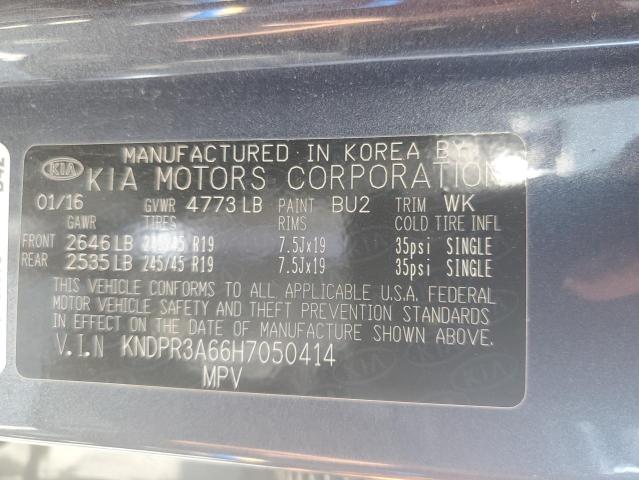 MANUFACTURED IN KOREA BY
KIA KIA MOTORS CORPORATION
01/16 GVWR 4773 LB PAINT BU2 TRIM WK
GAWR TIRES RIMS COLD TIRE INFL
FRONT 2646 LB 245/45 R19 7.5Jx19 35psi SINGLE
REAR 2535 LB 245/45 R19 7.5Jx19 35psi SINGLE
THIS VEHICLE CONFORMS TO ALL APPLICABLE U.S.A. FEDERAL
MOTOR VEHICLE SAFETY AND THEFT PREVENTION STANDARDS
IN EFFECT ON THE DATE OF MANUFACTURE SHOWN ABOVE.
V.I.N KNDPR3A66H7050414
MPV